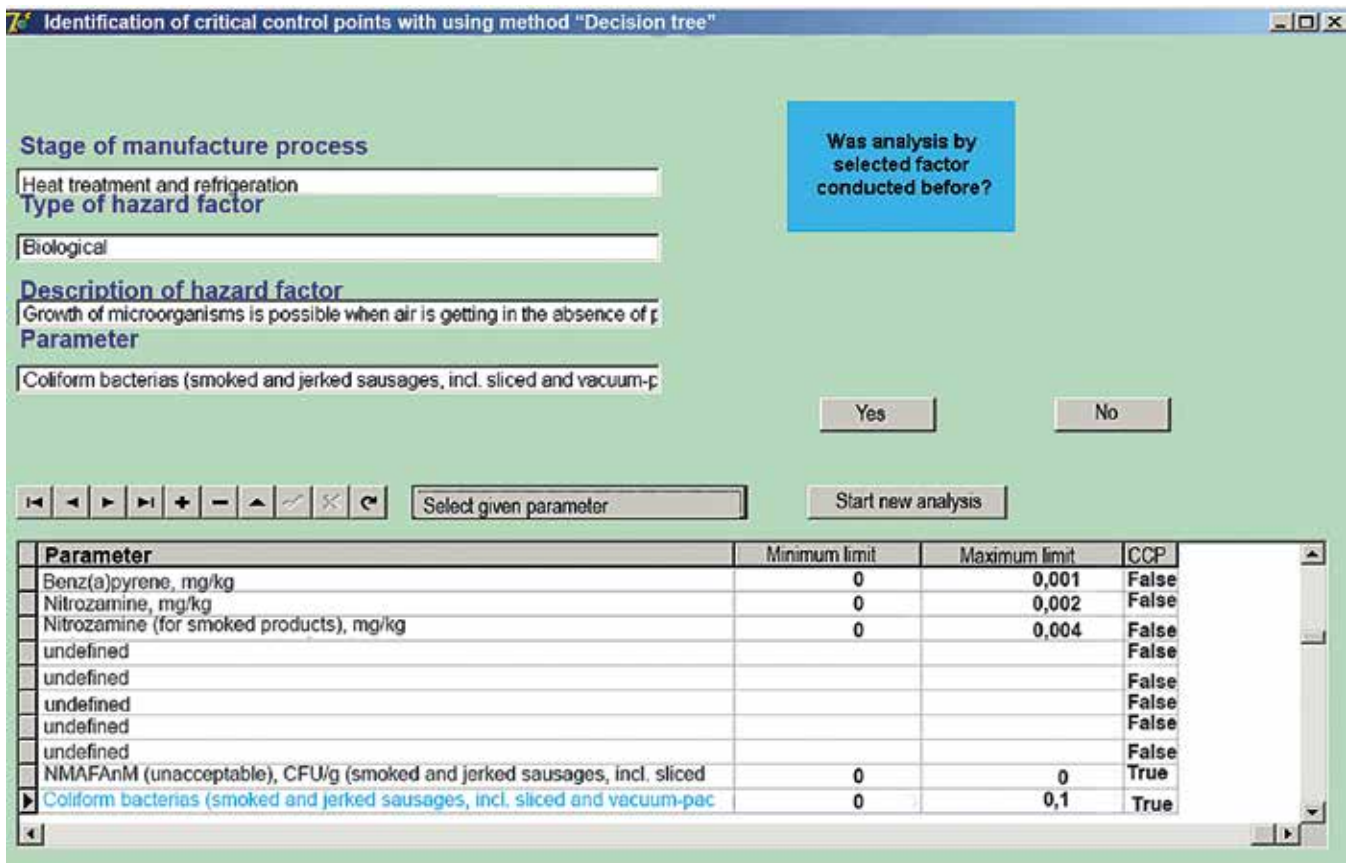 Identification of critical control points with using method "Decision tree"
Stage of manufacture process
Heat treatment and refrigeration
Type of hazard factor
Biological
Description of hazard factor
Growth of microorganisms is possible when air is getting in the absence of p
Parameter
Coliform bacterias (smoked and jerked sausages, incl. sliced and vacuum-p
Was analysis by
selected factor
conducted before?
Yes No
Select given parameter Start new analysis
Parameter Minimum limit Maximum limit CCP
Benz(a)pyrene, mg/kg 0 0,001 False
Nitrozamine, mg/kg 0 0,002 False
Nitrozamine (for smoked products), mg/kg 0 0,004 False
undefined False
undefined False
undefined False
undefined False
undefined False
NMAFAnM (unacceptable), CFU/g (smoked and jerked sausages, incl. sliced 0 0 True
Coliform bacterias (smoked and jerked sausages, incl. sliced and vacuum-pac 0 0,1 True